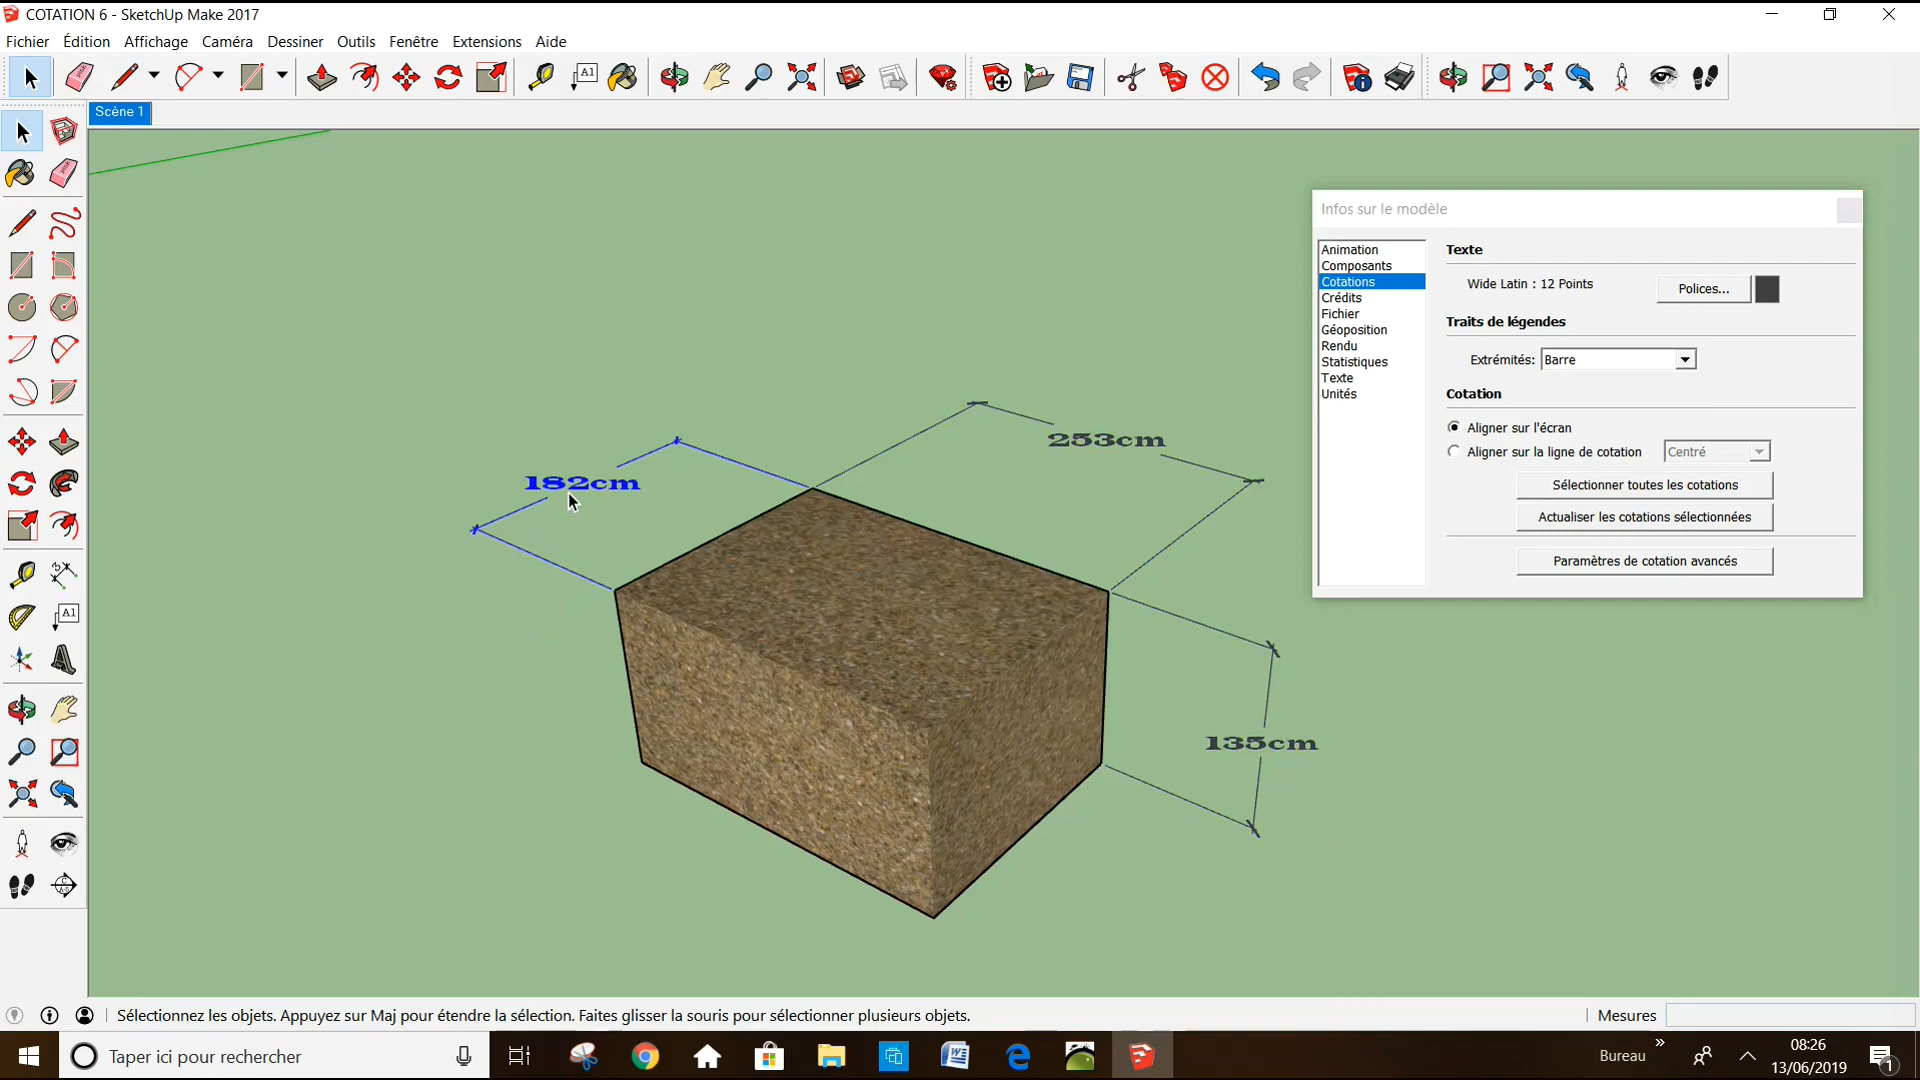 COTATION 6 - SketchUp Make 2017
Fichier Édition Affichage Caméra Dessiner Outils Fenêtre Extensions Aide
A1
Scène 1
Infos sur le modèle
Animation
Composants
Cotations
Crédits
Fichier
Géoposition
Rendu
Statistiques
Texte
Unités
Texte
Wide Latin : 12 Points
Polices...
Traits de légendes
Extrémités: Barre
Cotation
Aligner sur l'écran
Aligner sur la ligne de cotation Centré
Sélectionner toutes les cotations
Actualiser les cotations sélectionnées
Paramètres de cotation avancés
253cm
182cm
135cm
A1
Sélectionnez les objets. Appuyez sur Maj pour étendre la sélection. Faites glisser la souris pour sélectionner plusieurs objets.
Mesures
Taper ici pour rechercher
Bureau
08:26
13/06/2019
1